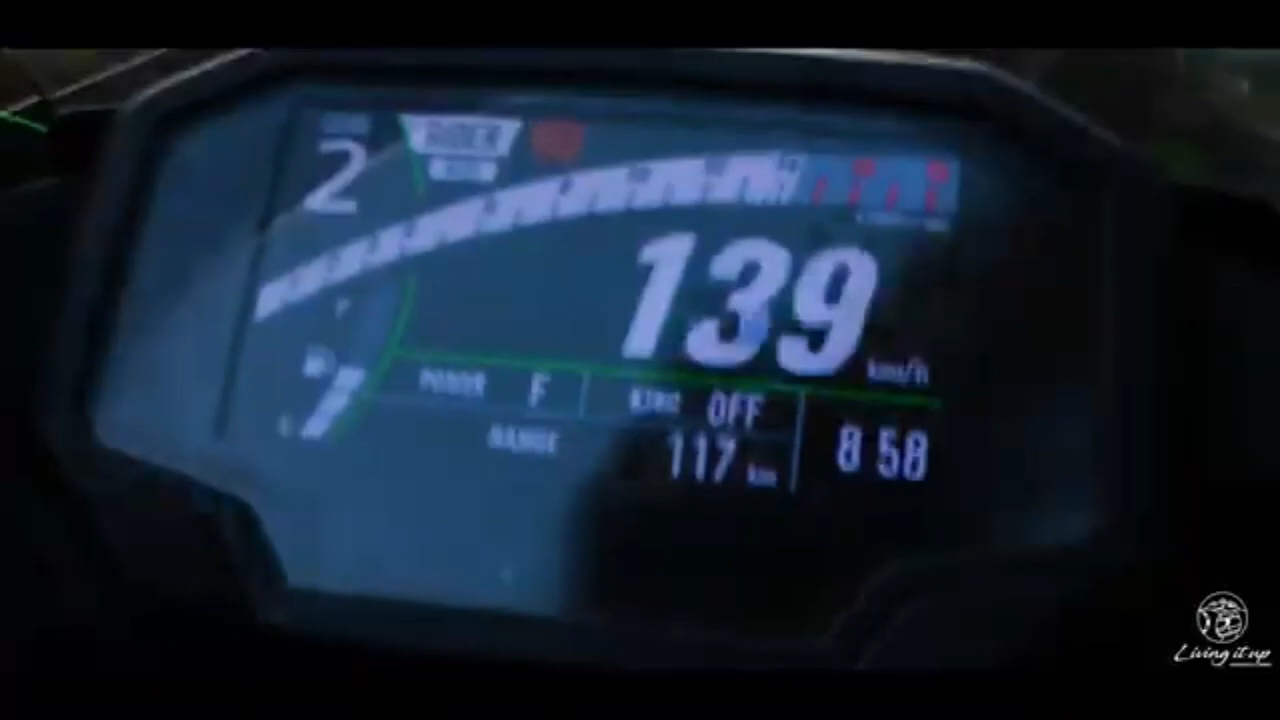 2
RIDER
139
km/h
POWER F
KTRC OFF
8 58
RANGE
117 km
Living it up